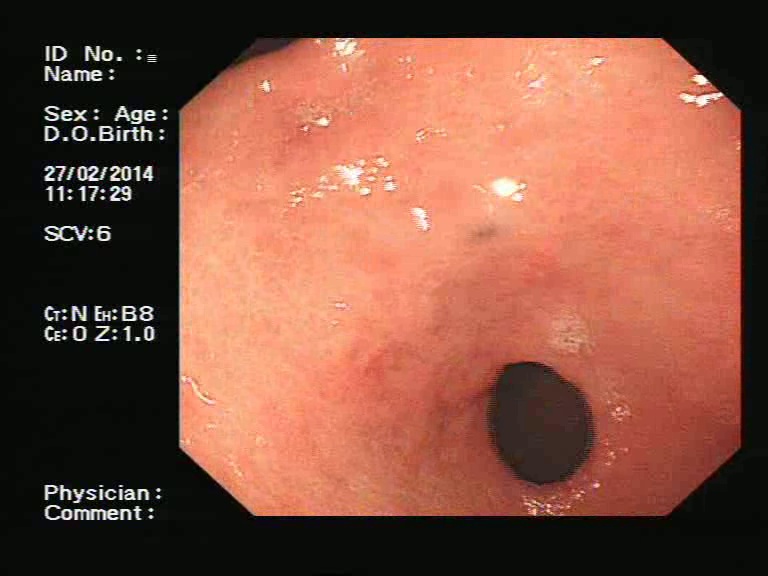 ID No. :
Name:
Sex: Age:
D.O.Birth:
27/02/2014
11:17:29
SCV:6
CT:N EH:B8
CE:0 Z:1.0
Physician:
Comment: